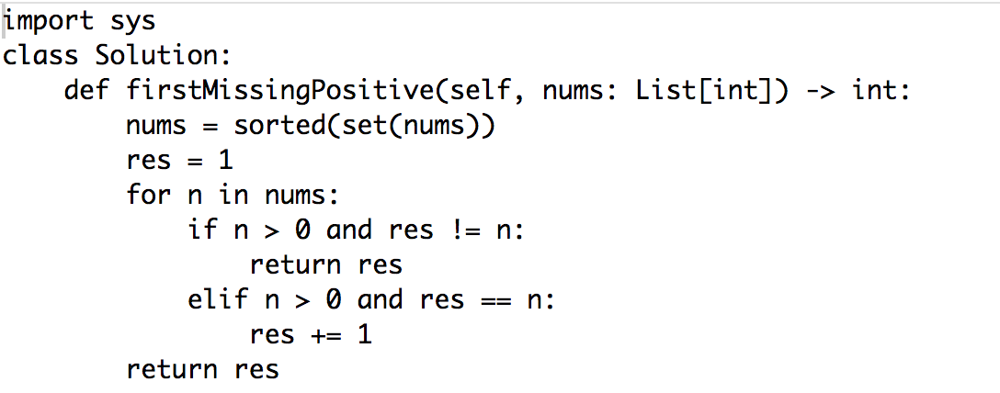 import sys
class Solution:
    def firstMissingPositive(self, nums: List[int]) -> int:
        nums = sorted(set(nums))
        res = 1
        for n in nums:
            if n > 0 and res != n:
                return res
            elif n > 0 and res == n:
                res += 1
        return res